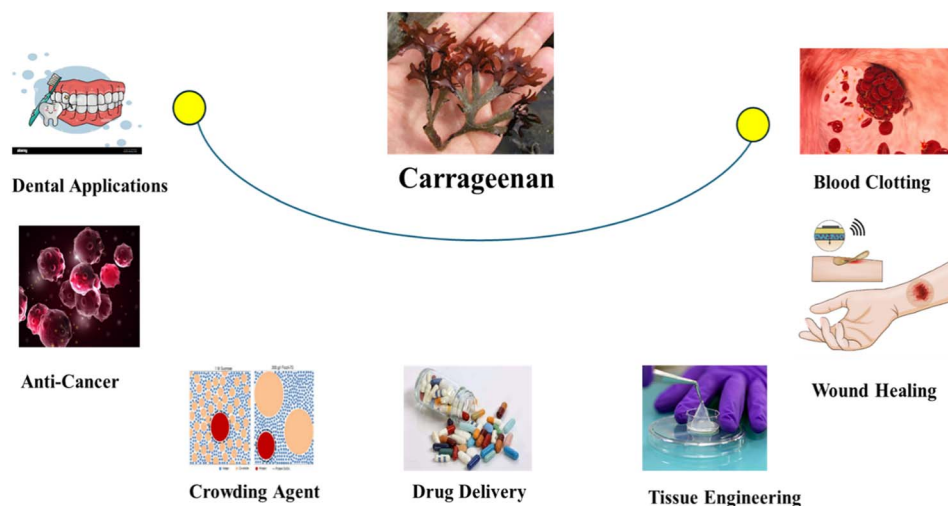 Carrageenan
Dental Applications
Blood Clotting
Anti-Cancer
Wound Healing
Crowding Agent
Drug Delivery
Tissue Engineering